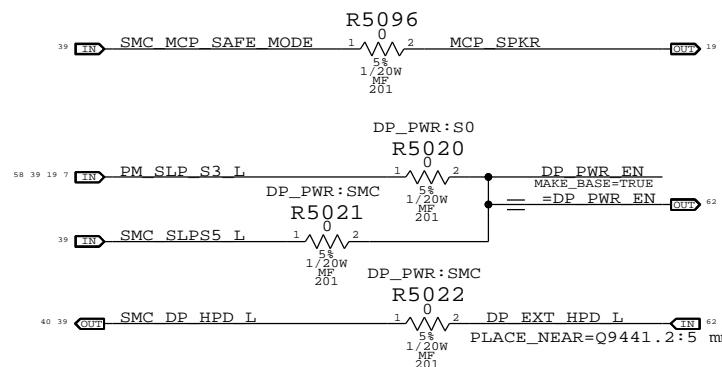 R5096
0
39 IN SMC_MCP_SAFE_MODE 1 2 MCP_SPKR OUT 19
5%
1/20W
MF
201
DP_PWR:S0
R5020
0
58 39 19 7 IN PM_SLP_S3_L 1 2 DP_PWR_EN
5%
1/20W
MF
201
MAKE_BASE=TRUE
=DP_PWR_EN OUT 62
DP_PWR:SMC
R5021
0
39 IN SMC_SLPS5_L 1 2
5%
1/20W
MF
201
DP_PWR:SMC
R5022
0
40 39 OUT SMC_DP_HPD_L 1 2 DP_EXT_HPD_L IN 62
5%
1/20W
MF
201
PLACE_NEAR=Q9441.2:5